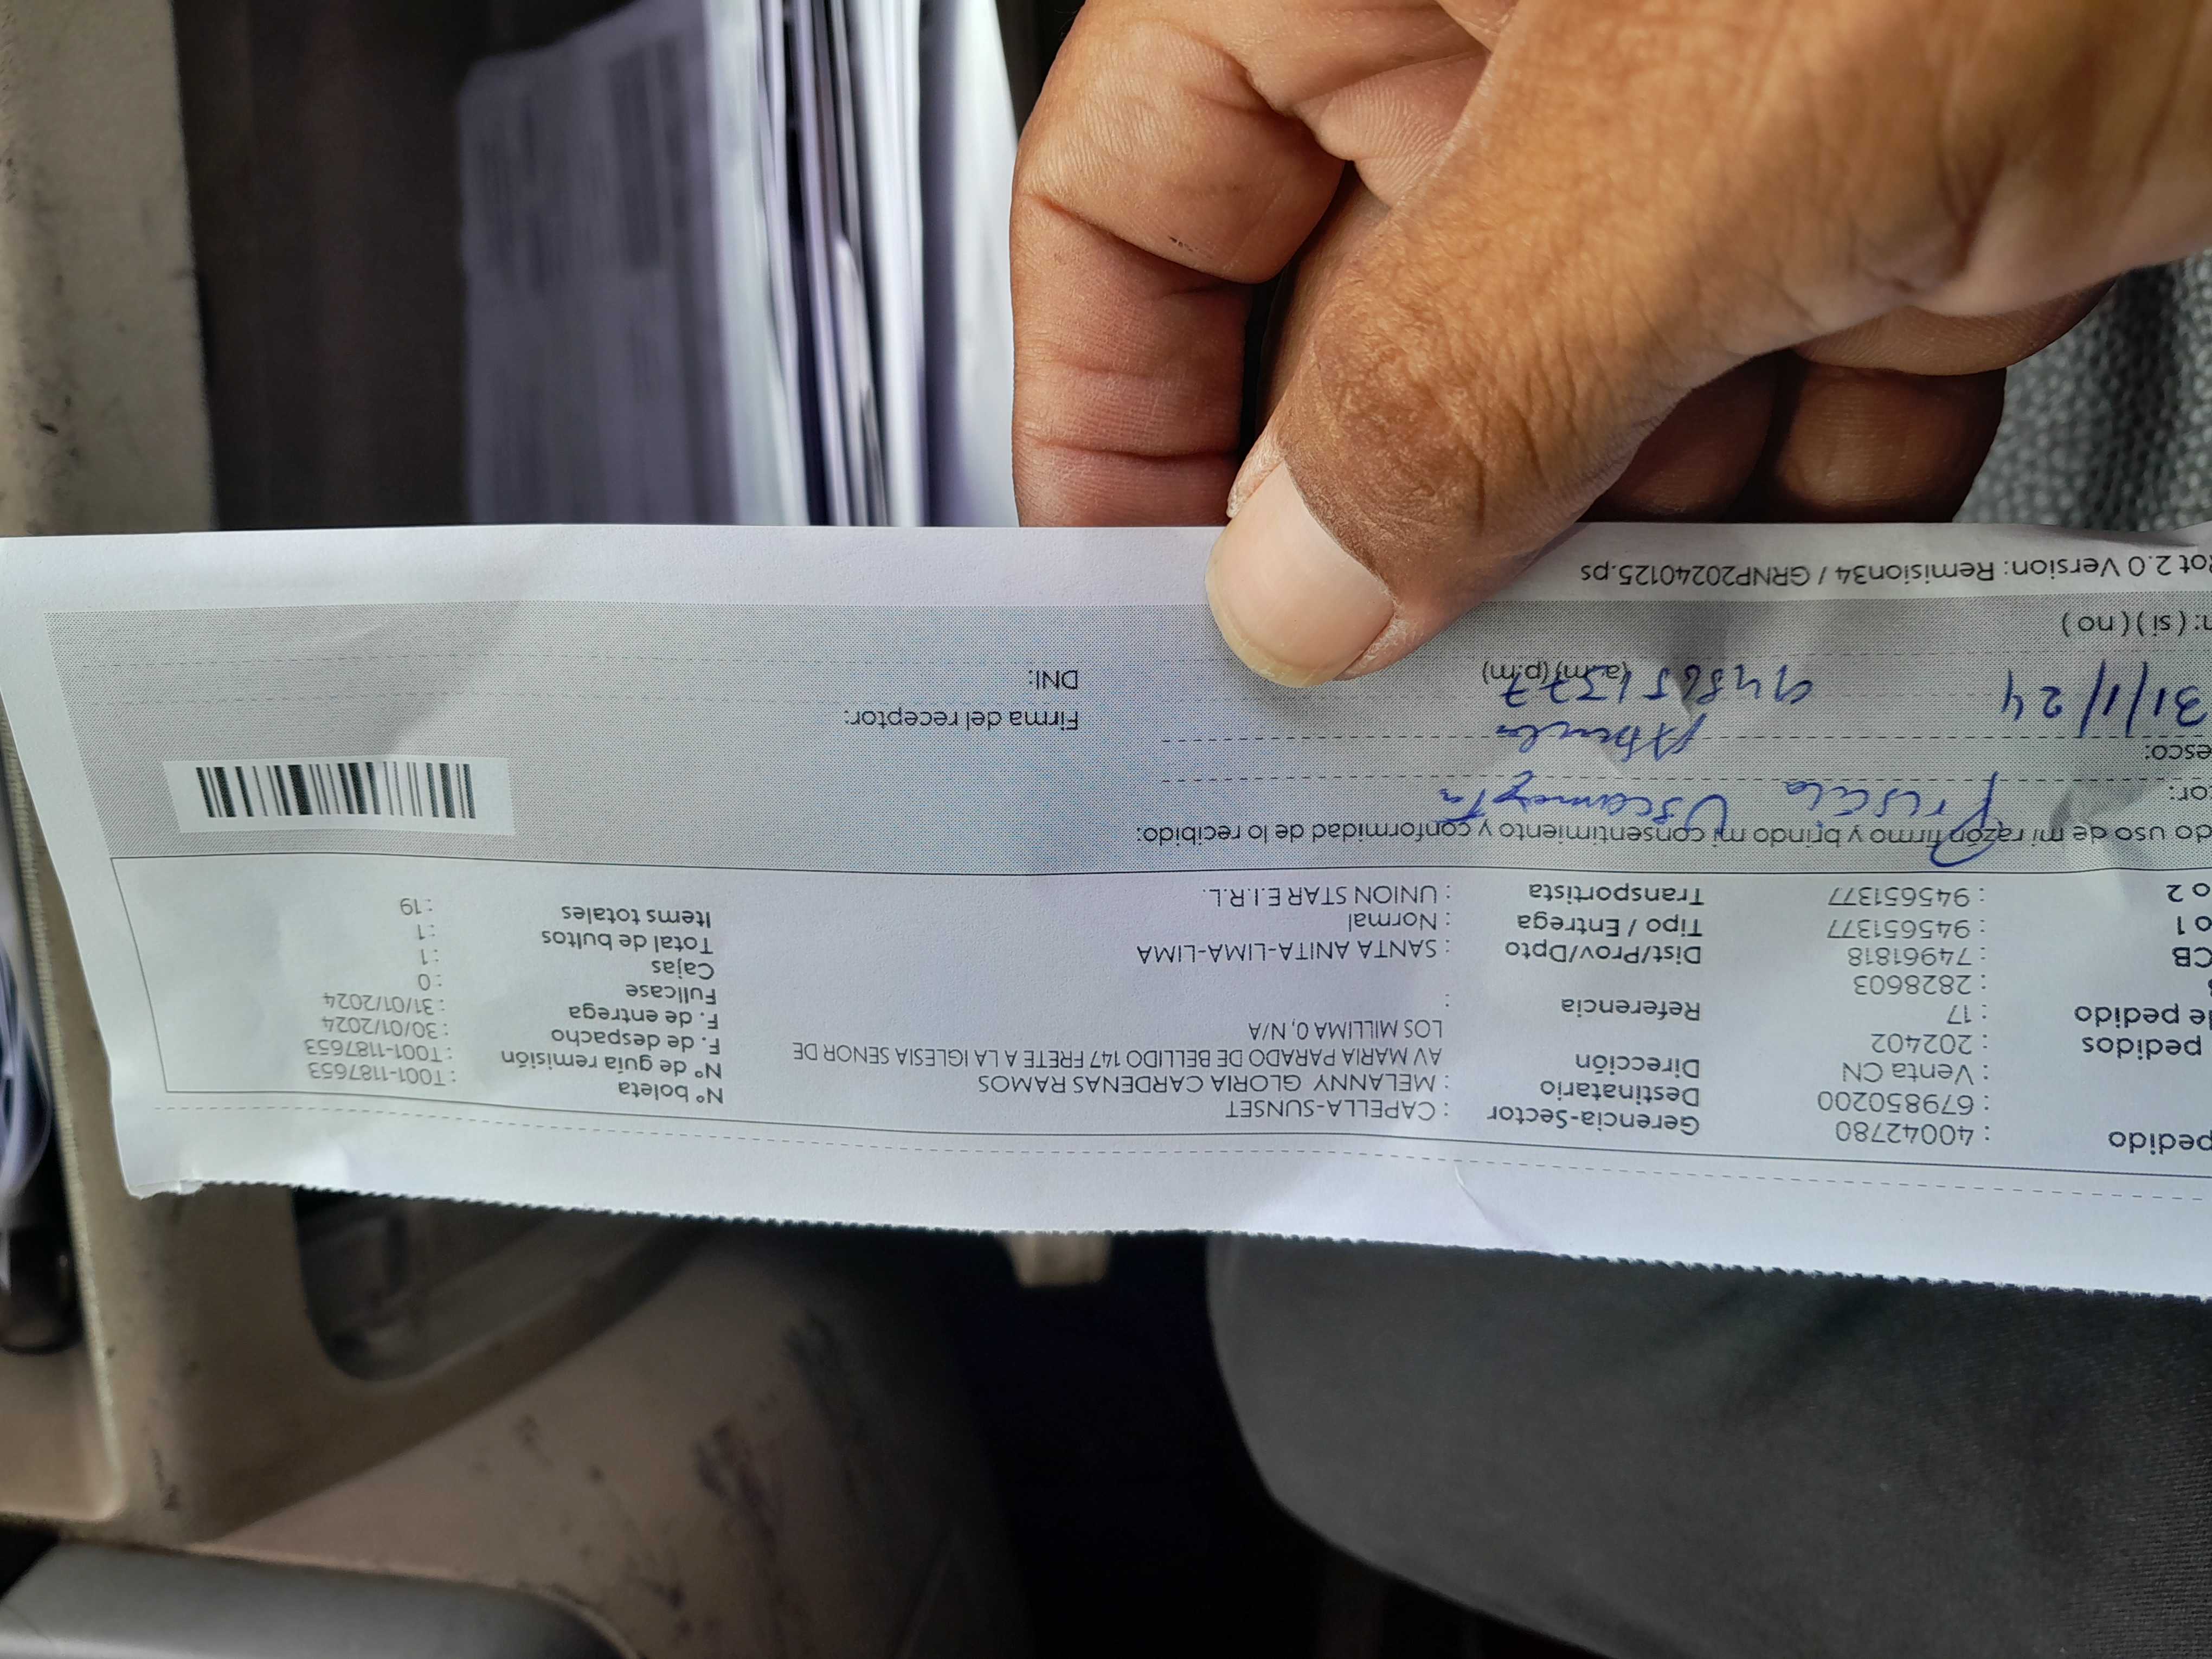 pedido : 40042780 Gerencia-Sector : CAPELLA-SUNSET Nº boleta : T001-1187653
: 679850200 Destinatario : MELANNY GLORIA CARDENAS RAMOS Nº de guía remisión : T001-1187653
: Venta CN Dirección AV MARIA PARADO DE BELLIDO 147 FRETE A LA IGLESIA SENOR DE F. de despacho : 30/01/2024
pedidos : 202402 LOS MILLIMA 0, N/A F. de entrega : 31/01/2024
de pedido : 17 Referencia : Fullcase : 0
: 2828603 Cajas : 1
CB : 74961818 Dist/Prov/Dpto : SANTA ANITA-LIMA-LIMA Total de bultos : 1
o 1 : 945651377 Tipo / Entrega : Normal Items totales : 19
o 2 : 945651377 Transportista : UNION STAR E.I.R.L.
do uso de mi razón firmo y brindo mi consentimiento y conformidad de lo recibido:
tor: Priscila
esco: Abuela Firma del receptor:
31/1/24 945651377 (a.m) (p.m) DNI:
n: ( si ) ( no )
Rot 2.0 Version: Remision34 / GRNP20240125.ps